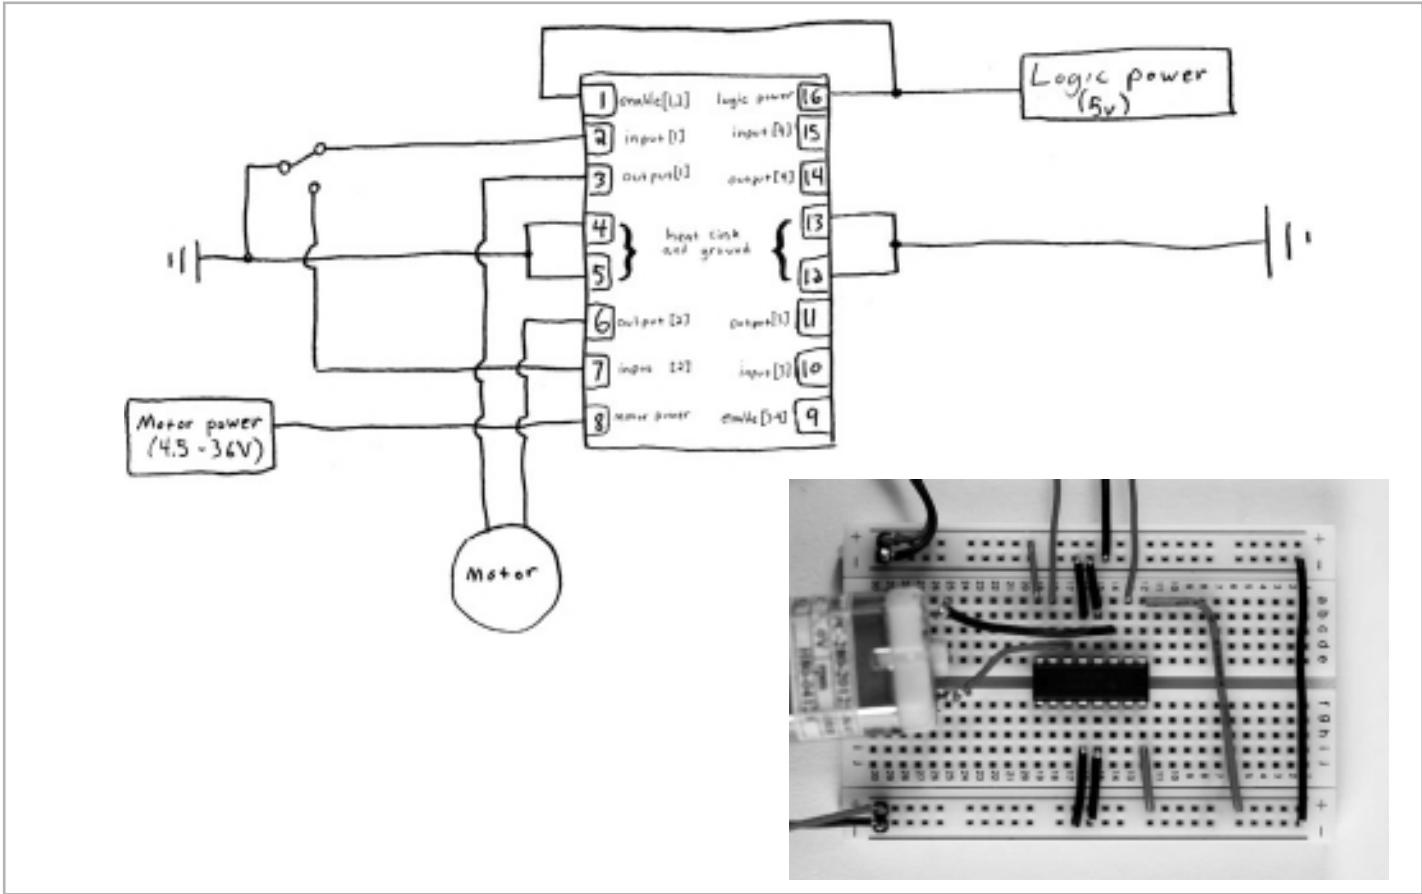 Logic power
(5v)
1 enable[1,2]
logic power 16
2 input[1]
input[4] 15
3 output[1]
output[4] 14
4
13
heat sink
and ground
5
12
6 output[2]
output[3] 11
7 input [2]
input[3] 10
8 motor power
enable[3-4] 9
Motor power
(4.5-36V)
Motor
+
-
+
-
a b c d e
f g h i j
+
-